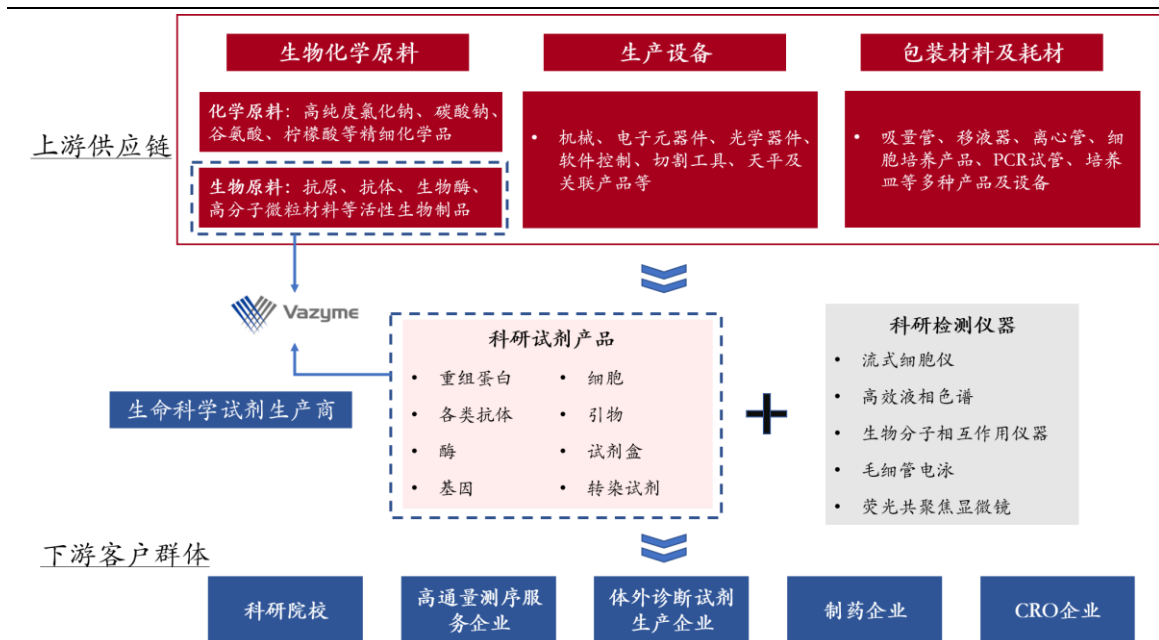 生物化学原料
生产设备
包装材料及耗材
上游供应链
化学原料：高纯度氯化钠、碳酸钠、
谷氨酸、柠檬酸等精细化学品
生物原料：抗原、抗体、生物酶、
高分子微粒材料等活性生物制品
• 机械、电子元器件、光学器件、
软件控制、切割工具、天平及
关联产品等
• 吸量管、移液器、离心管、细
胞培养产品、PCR试管、培养
皿等多种产品及设备
Vazyme
生命科学试剂生产商
科研试剂产品
• 重组蛋白
• 各类抗体
• 酶
• 基因
• 细胞
• 引物
• 试剂盒
• 转染试剂
科研检测仪器
• 流式细胞仪
• 高效液相色谱
• 生物分子相互作用仪器
• 毛细管电泳
• 荧光共聚焦显微镜
下游客户群体
科研院校
高通量测序服
务企业
体外诊断试剂
生产企业
制药企业
CRO企业